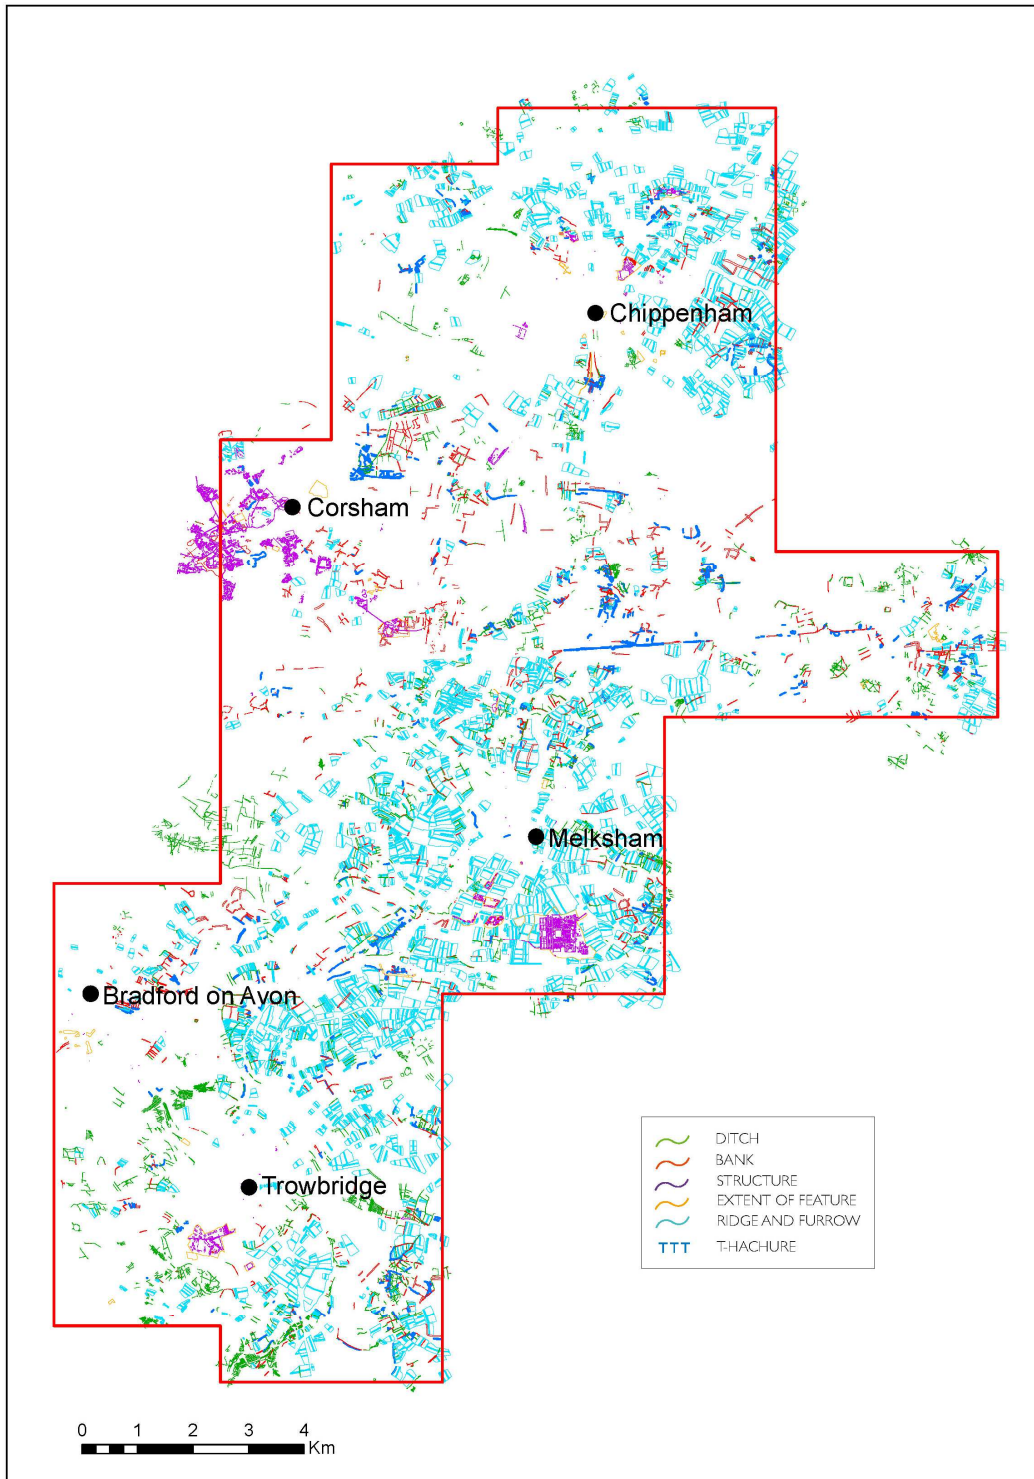 Chippenham
Corsham
Melksham
Bradford on Avon
Trowbridge
DITCH
BANK
STRUCTURE
EXTENT OF FEATURE
RIDGE AND FURROW
TTT T-HACHURE
0 1 2 3 4
Km